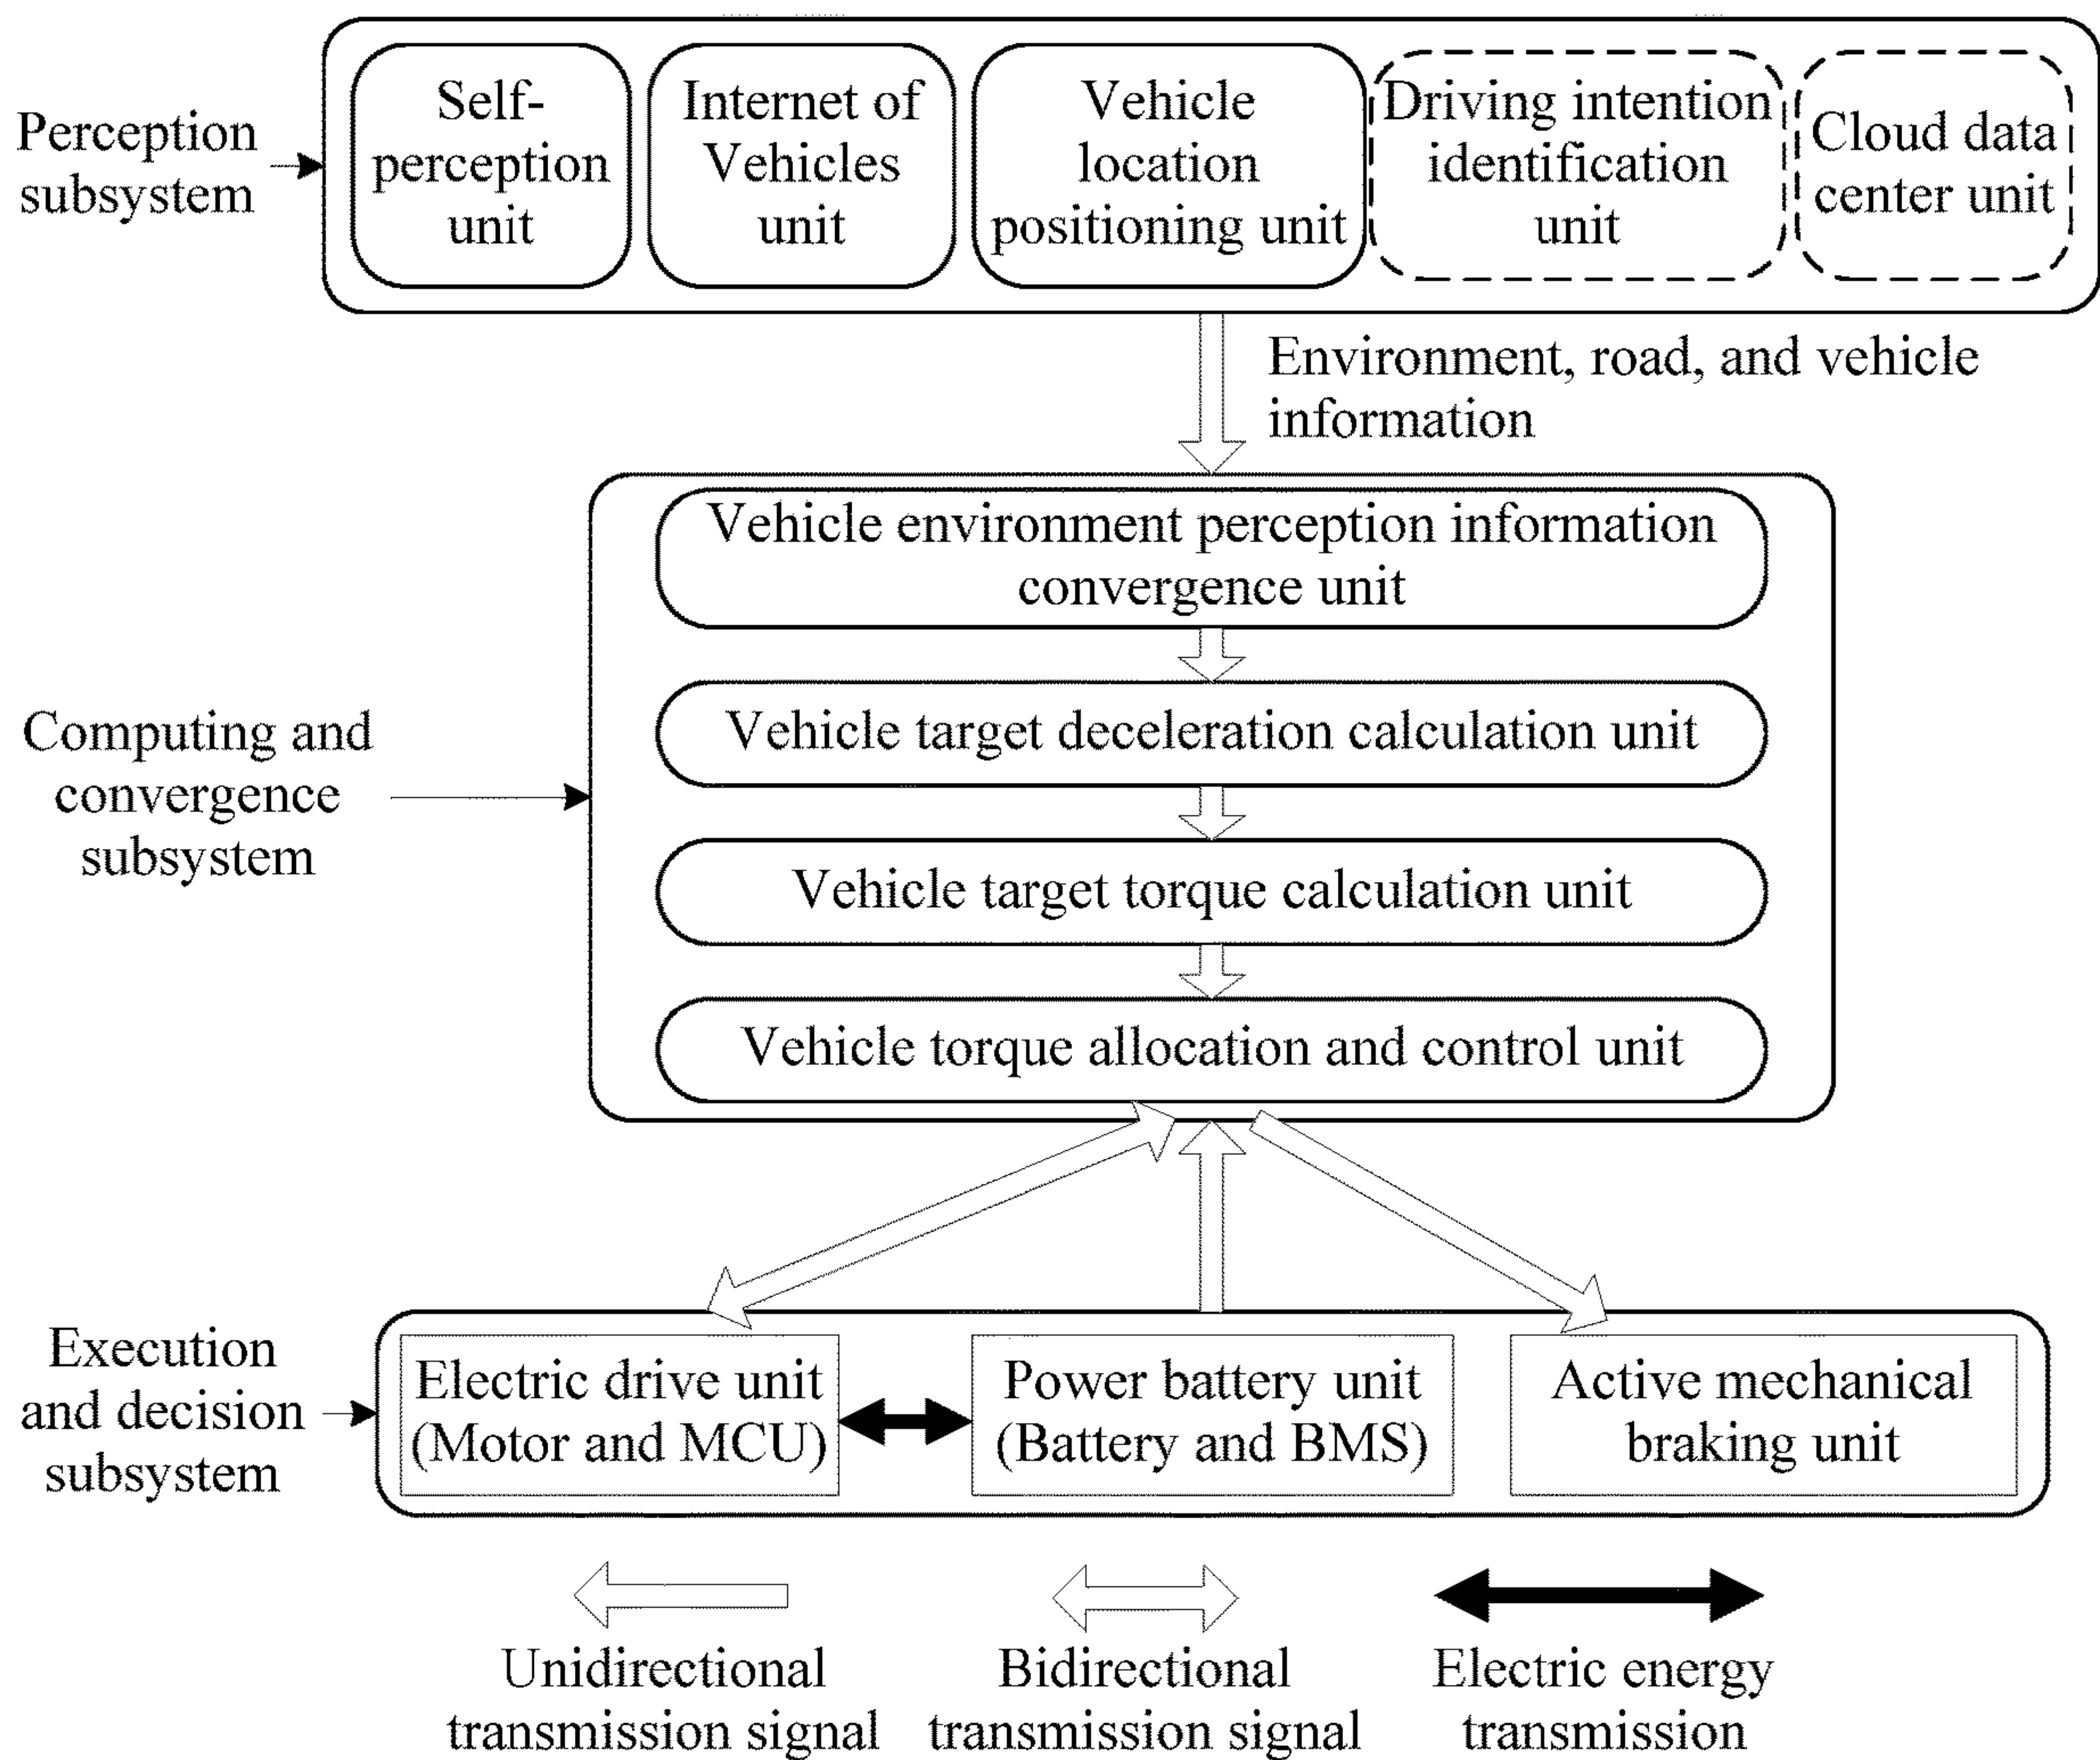 Perception
subsystem
Self-
perception
unit
Internet of
Vehicles
unit
Vehicle
location
positioning unit
Driving intention
identification
unit
Cloud data
center unit
Environment, road, and vehicle
information
Computing and
convergence
subsystem
Vehicle environment perception information
convergence unit
Vehicle target deceleration calculation unit
Vehicle target torque calculation unit
Vehicle torque allocation and control unit
Execution
and decision
subsystem
Electric drive unit
(Motor and MCU)
Power battery unit
(Battery and BMS)
Active mechanical
braking unit
Unidirectional
transmission signal
Bidirectional
transmission signal
Electric energy
transmission